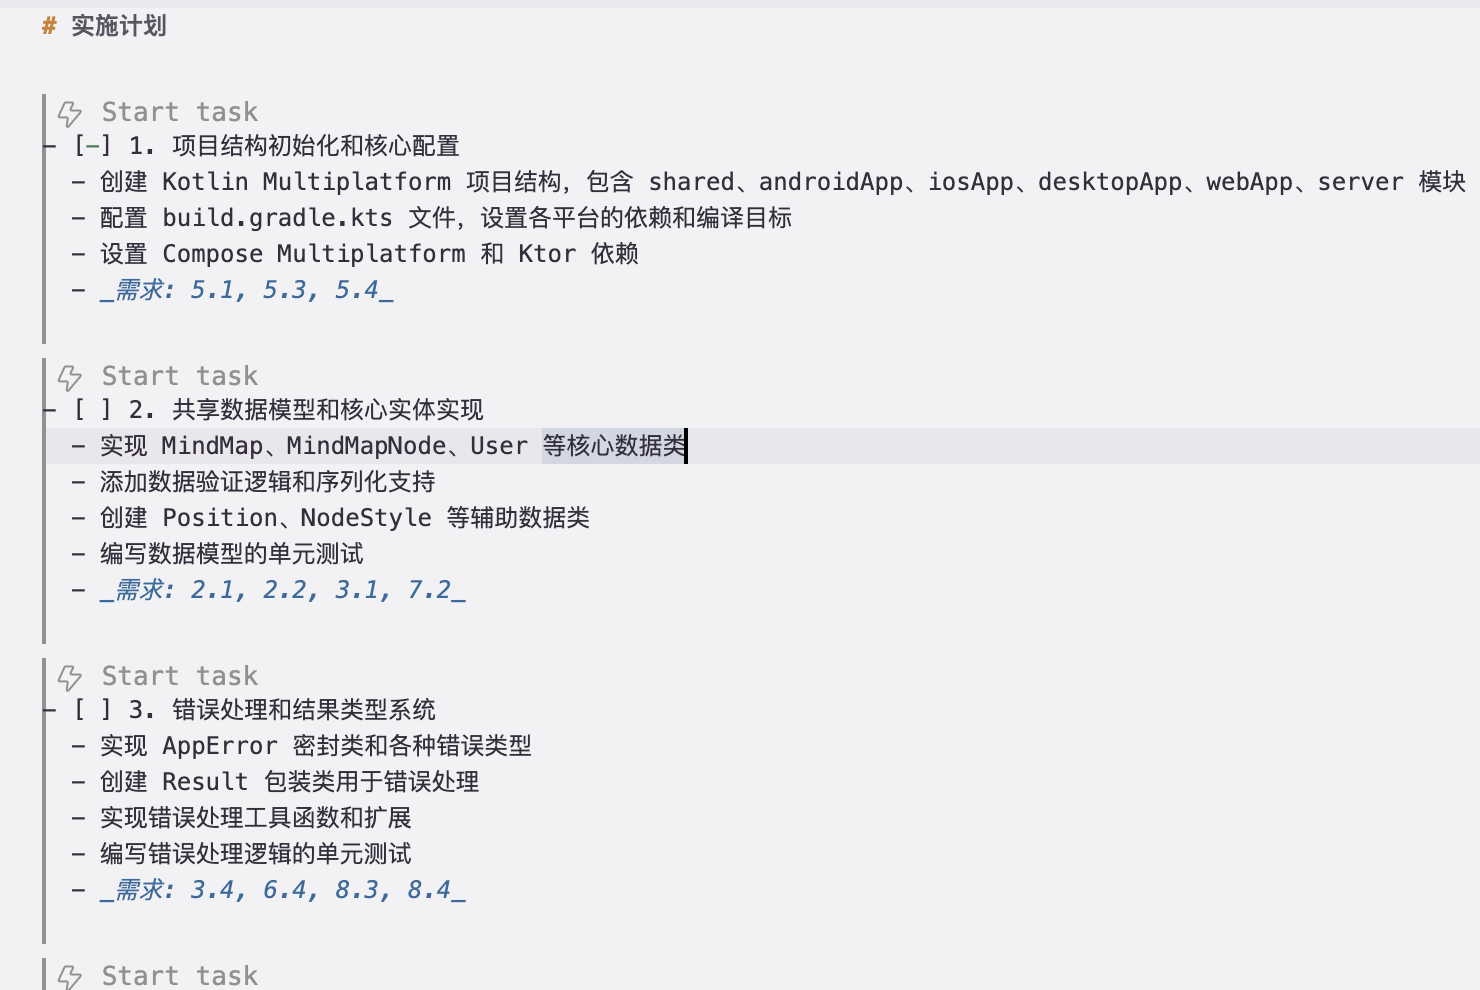 # 实施计划
Start task
- [-] 1. 项目结构初始化和核心配置
- 创建 Kotlin Multiplatform 项目结构，包含 shared、androidApp、iosApp、desktopApp、webApp、server 模块
- 配置 build.gradle.kts 文件，设置各平台的依赖和编译目标
- 设置 Compose Multiplatform 和 Ktor 依赖
- _需求: 5.1, 5.3, 5.4_
Start task
- [ ] 2. 共享数据模型和核心实体实现
- 实现 MindMap、MindMapNode、User 等核心数据类
- 添加数据验证逻辑和序列化支持
- 创建 Position、NodeStyle 等辅助数据类
- 编写数据模型的单元测试
- _需求: 2.1, 2.2, 3.1, 7.2_
Start task
- [ ] 3. 错误处理和结果类型系统
- 实现 AppError 密封类和各种错误类型
- 创建 Result 包装类用于错误处理
- 实现错误处理工具函数和扩展
- 编写错误处理逻辑的单元测试
- _需求: 3.4, 6.4, 8.3, 8.4_
Start task